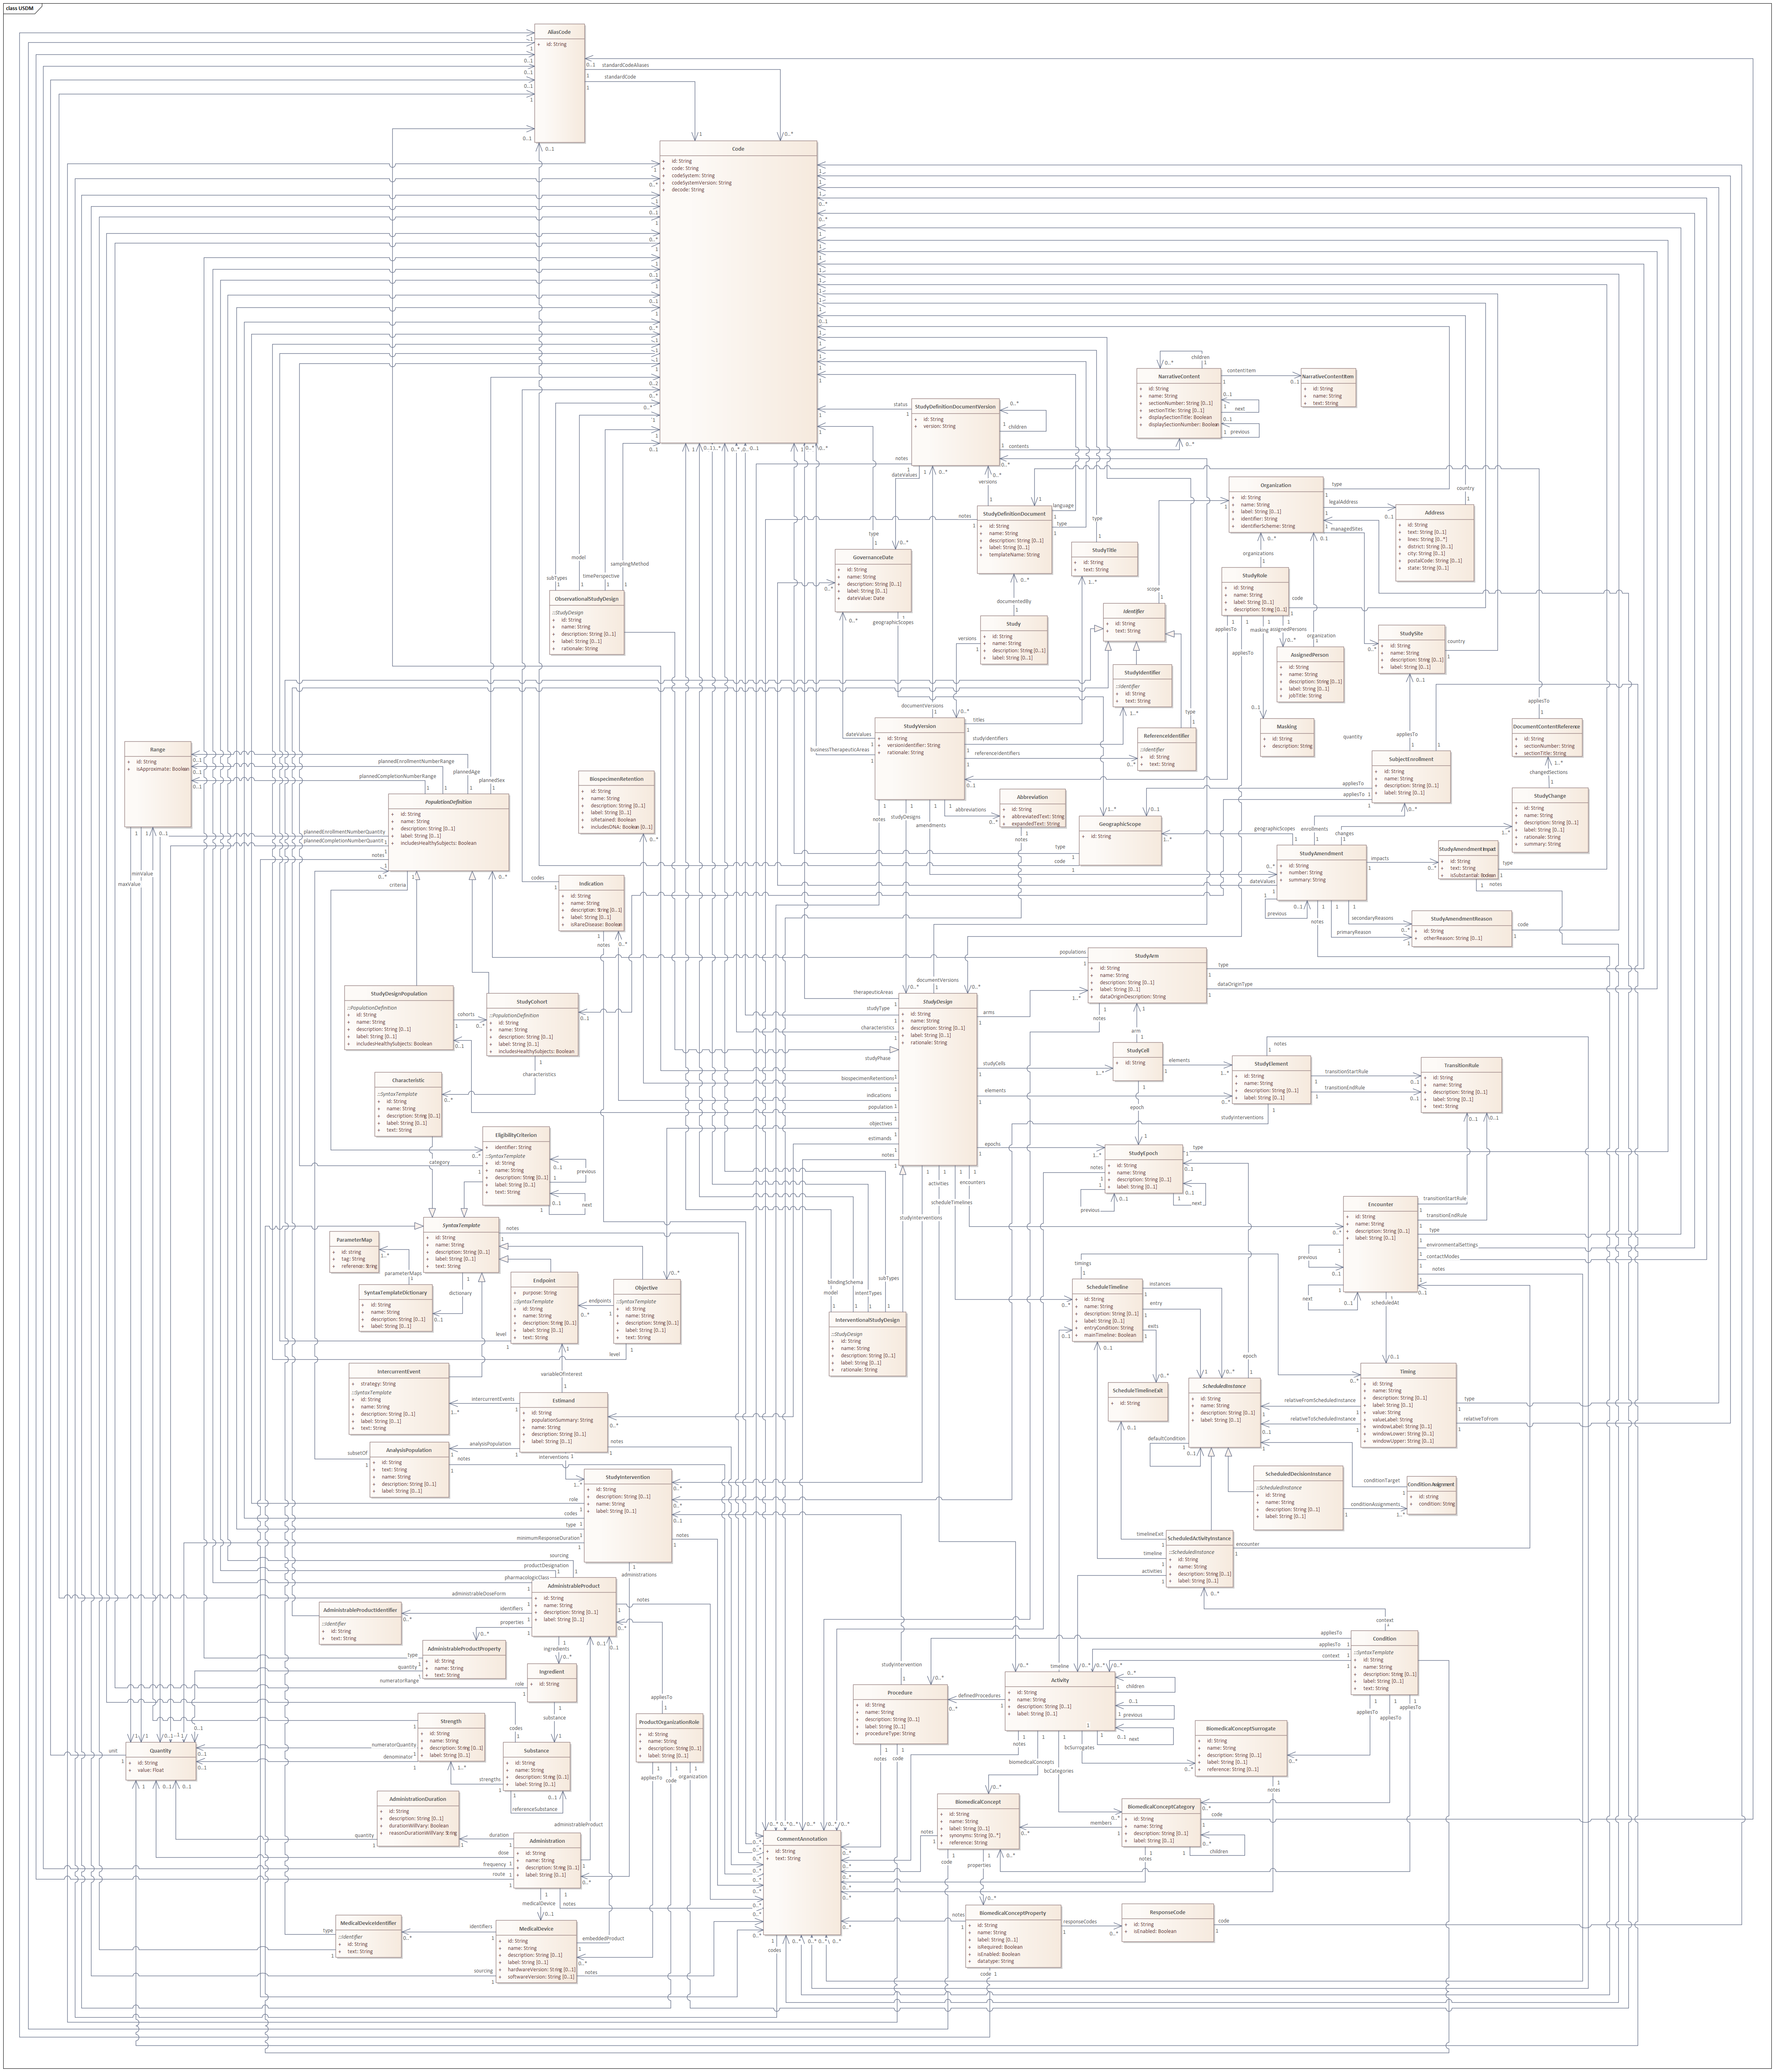 class USDM
AliasCode
+ id: String
standardCodeAliases
standardCode
Code
+ id: String
+ code: String
+ codeSystem: String
+ codeSystemVersion: String
+ decode: String
NarrativeContent
+ id: String
+ name: String
+ sectionNumber: String [0..1]
+ sectionTitle: String [0..1]
+ displaySectionTitle: Boolean
+ displaySectionNumber: Boolean
children
next
previous
contentItem
NarrativeContentItem
+ id: String
+ name: String
+ text: String
StudyDefinitionDocumentVersion
+ id: String
+ version: String
status
children
contents
notes
dateValues
versions
StudyDefinitionDocument
+ id: String
+ name: String
+ description: String [0..1]
+ label: String [0..1]
+ templateName: String
language
type
notes
documentedBy
Organization
+ id: String
+ name: String
+ label: String [0..1]
+ identifier: String
+ identifierScheme: String
type
legalAddress
managedSites
country
Address
+ id: String
+ text: String [0..1]
+ lines: String [0..*]
+ district: String [0..1]
+ city: String [0..1]
+ postalCode: String [0..1]
+ state: String [0..1]
GovernanceDate
+ id: String
+ name: String
+ description: String [0..1]
+ label: String [0..1]
+ dateValue: Date
type
geographicScopes
StudyTitle
+ id: String
+ text: String
type
ObservationalStudyDesign
::StudyDesign
+ id: String
+ name: String
+ description: String [0..1]
+ label: String [0..1]
+ rationale: String
subTypes
model
timePerspective
samplingMethod
Study
+ id: String
+ name: String
+ description: String [0..1]
+ label: String [0..1]
versions
Identifier
+ id: String
+ text: String
scope
StudyRole
+ id: String
+ name: String
+ label: String [0..1]
+ description: String [0..1]
organizations
code
appliesTo
appliesTo
masking
assignedPersons
organization
AssignedPerson
+ id: String
+ name: String
+ description: String [0..1]
+ label: String [0..1]
+ jobTitle: String
StudySite
+ id: String
+ name: String
+ description: String [0..1]
+ label: String [0..1]
country
StudyIdentifier
::Identifier
+ id: String
+ text: String
ReferenceIdentifier
::Identifier
+ id: String
+ text: String
type
Masking
+ id: String
+ description: String
DocumentContentReference
+ id: String
+ sectionNumber: String
+ sectionTitle: String
appliesTo
changedSections
StudyVersion
+ id: String
+ versionIdentifier: String
+ rationale: String
documentVersions
titles
studyIdentifiers
referenceIdentifiers
dateValues
businessTherapeuticAreas
notes
studyDesigns
amendments
abbreviations
Range
+ id: String
+ isApproximate: Boolean
minValue
maxValue
PopulationDefinition
+ id: String
+ name: String
+ description: String [0..1]
+ label: String [0..1]
+ includesHealthySubjects: Boolean
plannedEnrollmentNumberRange
plannedCompletionNumberRange
plannedAge
plannedSex
plannedEnrollmentNumberQuantity
plannedCompletionNumberQuantit
notes
criteria
BiospecimenRetention
+ id: String
+ name: String
+ description: String [0..1]
+ label: String [0..1]
+ isRetained: Boolean
+ includesDNA: Boolean [0..1]
Abbreviation
+ id: String
+ abbreviatedText: String
+ expandedText: String
notes
GeographicScope
+ id: String
type
code
SubjectEnrollment
+ id: String
+ name: String
+ description: String [0..1]
+ label: String [0..1]
quantity
appliesTo
appliesTo
appliesTo
StudyChange
+ id: String
+ name: String
+ description: String [0..1]
+ label: String [0..1]
+ rationale: String
+ summary: String
StudyAmendment
+ id: String
+ number: String
+ summary: String
geographicScopes
enrollments
changes
impacts
dateValues
previous
notes
secondaryReasons
primaryReason
StudyAmendmentImpact
+ id: String
+ text: String
+ isSubstantial: Boolean
type
notes
StudyAmendmentReason
+ id: String
+ otherReason: String [0..1]
code
Indication
+ id: String
+ name: String
+ description: String [0..1]
+ label: String [0..1]
+ isRareDisease: Boolean
codes
notes
StudyDesignPopulation
::PopulationDefinition
+ id: String
+ name: String
+ description: String [0..1]
+ label: String [0..1]
+ includesHealthySubjects: Boolean
cohorts
StudyCohort
::PopulationDefinition
+ id: String
+ name: String
+ description: String [0..1]
+ label: String [0..1]
+ includesHealthySubjects: Boolean
characteristics
StudyDesign
+ id: String
+ name: String
+ description: String [0..1]
+ label: String [0..1]
+ rationale: String
documentVersions
therapeuticAreas
studyType
characteristics
studyPhase
biospecimenRetentions
indications
population
objectives
estimands
notes
arms
studyCells
elements
epochs
encounters
activities
scheduleTimelines
studyInterventions
StudyArm
+ id: String
+ name: String
+ description: String [0..1]
+ label: String [0..1]
+ dataOriginDescription: String
populations
type
dataOriginType
notes
arm
StudyCell
+ id: String
elements
epoch
StudyElement
+ id: String
+ name: String
+ description: String [0..1]
+ label: String [0..1]
notes
transitionStartRule
transitionEndRule
studyInterventions
TransitionRule
+ id: String
+ name: String
+ description: String [0..1]
+ label: String [0..1]
+ text: String
Characteristic
::SyntaxTemplate
+ id: String
+ name: String
+ description: String [0..1]
+ label: String [0..1]
+ text: String
EligibilityCriterion
+ identifier: String
::SyntaxTemplate
+ id: String
+ name: String
+ description: String [0..1]
+ label: String [0..1]
+ text: String
category
previous
next
StudyEpoch
+ id: String
+ name: String
+ description: String [0..1]
+ label: String [0..1]
type
notes
previous
next
Encounter
+ id: String
+ name: String
+ description: String [0..1]
+ label: String [0..1]
transitionStartRule
transitionEndRule
type
environmentalSettings
contactModes
notes
previous
next
scheduledAt
SyntaxTemplate
+ id: String
+ name: String
+ description: String [0..1]
+ label: String [0..1]
+ text: String
notes
dictionary
ParameterMap
+ id: string
+ tag: String
+ reference: String
parameterMaps
SyntaxTemplateDictionary
+ id: String
+ name: String
+ description: String [0..1]
+ label: String [0..1]
Endpoint
+ purpose: String
::SyntaxTemplate
+ id: String
+ name: String
+ description: String [0..1]
+ label: String [0..1]
+ text: String
level
Objective
::SyntaxTemplate
+ id: String
+ name: String
+ description: String [0..1]
+ label: String [0..1]
+ text: String
endpoints
level
InterventionalStudyDesign
::StudyDesign
+ id: String
+ name: String
+ description: String [0..1]
+ label: String [0..1]
+ rationale: String
blindingSchema
model
intentTypes
subTypes
ScheduleTimeline
+ id: String
+ name: String
+ description: String [0..1]
+ label: String [0..1]
+ entryCondition: String
+ mainTimeline: Boolean
timings
instances
entry
exits
ScheduleTimelineExit
+ id: String
ScheduledInstance
+ id: String
+ name: String
+ description: String [0..1]
+ label: String [0..1]
epoch
defaultCondition
Timing
+ id: String
+ name: String
+ description: String [0..1]
+ label: String [0..1]
+ value: String
+ valueLabel: String
+ windowLabel: String [0..1]
+ windowLower: String [0..1]
+ windowUpper: String [0..1]
relativeFromScheduledInstance
relativeToScheduledInstance
type
relativeToFrom
IntercurrentEvent
+ strategy: String
::SyntaxTemplate
+ id: String
+ name: String
+ description: String [0..1]
+ label: String [0..1]
+ text: String
Estimand
+ id: String
+ populationSummary: String
+ name: String
+ description: String [0..1]
+ label: String [0..1]
variableOfInterest
intercurrentEvents
analysisPopulation
interventions
notes
AnalysisPopulation
+ id: String
+ text: String
+ name: String
+ description: String [0..1]
+ label: String [0..1]
subsetOf
notes
ScheduledDecisionInstance
::ScheduledInstance
+ id: String
+ name: String
+ description: String [0..1]
+ label: String [0..1]
conditionAssignments
ConditionAssignment
+ id: string
+ condition: String
conditionTarget
StudyIntervention
+ id: String
+ description: String [0..1]
+ name: String
+ label: String [0..1]
role
codes
type
minimumResponseDuration
notes
administrations
ScheduledActivityInstance
::ScheduledInstance
+ id: String
+ name: String
+ description: String [0..1]
+ label: String [0..1]
timelineExit
timeline
activities
encounter
AdministrableProduct
+ id: String
+ name: String
+ description: String [0..1]
+ label: String [0..1]
sourcing
productDesignation
pharmacologicClass
administrableDoseForm
identifiers
properties
ingredients
notes
AdministrableProductIdentifier
::Identifier
+ id: String
+ text: String
AdministrableProductProperty
+ id: String
+ name: String
+ text: String
type
quantity
Ingredient
+ id: String
role
substance
Condition
::SyntaxTemplate
+ id: String
+ name: String
+ description: String [0..1]
+ label: String [0..1]
+ text: String
context
appliesTo
appliesTo
context
appliesTo
appliesTo
appliesTo
Activity
+ id: String
+ name: String
+ description: String [0..1]
+ label: String [0..1]
timeline
definedProcedures
children
previous
next
notes
biomedicalConcepts
bcCategories
bcSurrogates
Procedure
+ id: String
+ name: String
+ description: String [0..1]
+ label: String [0..1]
+ procedureType: String
studyIntervention
notes
code
Strength
+ id: String
+ name: String
+ description: String [0..1]
+ label: String [0..1]
numeratorRange
numeratorQuantity
denominator
Substance
+ id: String
+ name: String
+ description: String [0..1]
+ label: String [0..1]
codes
strengths
referenceSubstance
ProductOrganizationRole
+ id: String
+ name: String
+ description: String [0..1]
+ label: String [0..1]
appliesTo
appliesTo
code
organization
Quantity
+ id: String
+ value: Float
unit
BiomedicalConceptSurrogate
+ id: String
+ name: String
+ description: String [0..1]
+ label: String [0..1]
+ reference: String [0..1]
notes
AdministrationDuration
+ id: String
+ description: String [0..1]
+ durationWillVary: Boolean
+ reasonDurationWillVary: String
quantity
Administration
+ id: String
+ name: String
+ description: String [0..1]
+ label: String [0..1]
duration
dose
frequency
route
administrableProduct
medicalDevice
notes
BiomedicalConcept
+ id: String
+ name: String
+ label: String [0..1]
+ synonyms: String [0..*]
+ reference: String
notes
code
properties
BiomedicalConceptCategory
+ id: String
+ name: String
+ description: String [0..1]
+ label: String [0..1]
members
code
children
notes
CommentAnnotation
+ id: String
+ text: String
codes
MedicalDeviceIdentifier
::Identifier
+ id: String
+ text: String
type
MedicalDevice
+ id: String
+ name: String
+ description: String [0..1]
+ label: String [0..1]
+ hardwareVersion: String [0..1]
+ softwareVersion: String [0..1]
identifiers
embeddedProduct
sourcing
notes
BiomedicalConceptProperty
+ id: String
+ name: String
+ label: String [0..1]
+ isRequired: Boolean
+ isEnabled: Boolean
+ datatype: String
notes
responseCodes
code
ResponseCode
+ id: String
+ isEnabled: Boolean
code